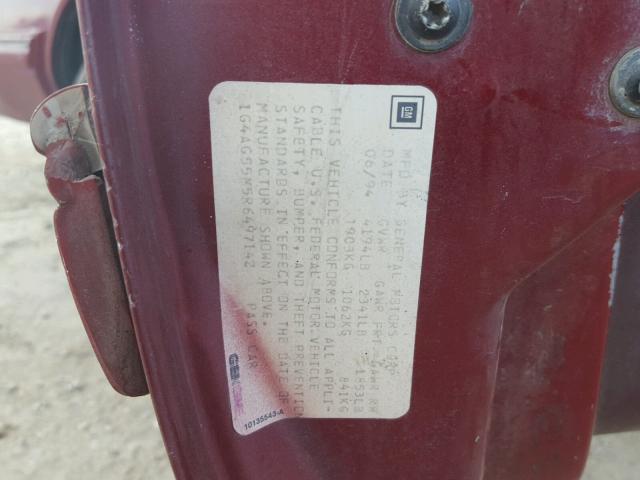 GM
MFD BY GENERAL MOTORS CORP
DATE GVWR GAWR FRT GAWR RR
06/94 4194LB 2341LB 1853LB
1903KG 1062KG 841KG
THIS VEHICLE CONFORMS TO ALL APPLI-
CABLE U.S. FEDERAL MOTOR VEHICLE
SAFETY, BUMPER, AND THEFT PREVENTION
STANDARDS IN EFFECT ON THE DATE OF
MANUFACTURE SHOWN ABOVE.
1G4AG55M5R6497142 PASS CAR
10135543-A